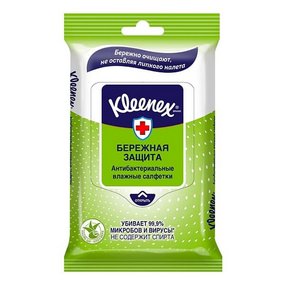 Бережно очищают,
не оставляя липкого налета
Kleenex
БЕРЕЖНАЯ
ЗАЩИТА
Антибактериальные
влажные салфетки
ОТКРЫТЬ
УБИВАЕТ 99,9%
МИКРОБОВ И ВИРУСЫ*
НЕ СОДЕРЖИТ СПИРТА